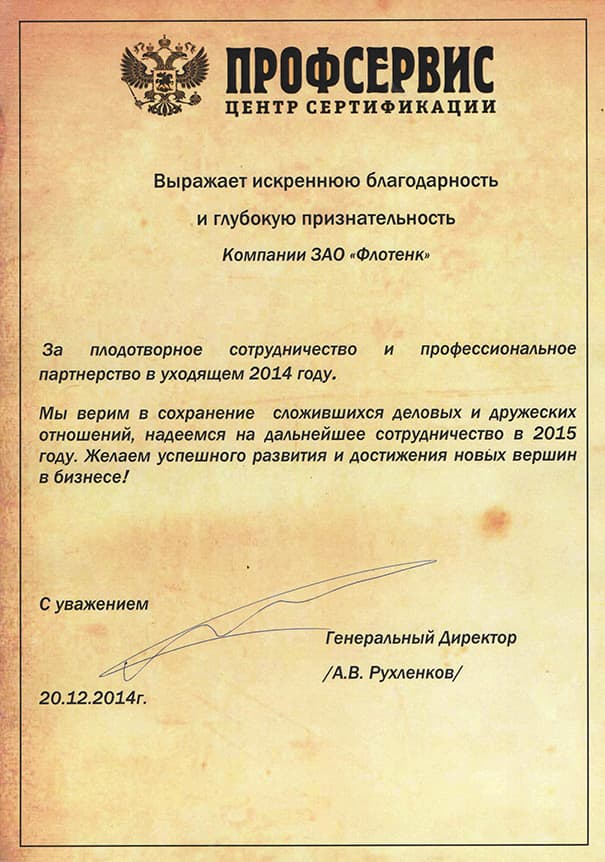 ПРОФСЕРВИС
ЦЕНТР СЕРТИФИКАЦИИ
Выражает искреннюю благодарность
и глубокую признательность
Компании ЗАО «Флотенк»
За плодотворное сотрудничество и профессиональное
партнерство в уходящем 2014 году.
Мы верим в сохранение сложившихся деловых и дружеских
отношений, надеемся на дальнейшее сотрудничество в 2015
году. Желаем успешного развития и достижения новых вершин
в бизнесе!
С уважением
Генеральный Директор
/А.В. Рухленков/
20.12.2014г.